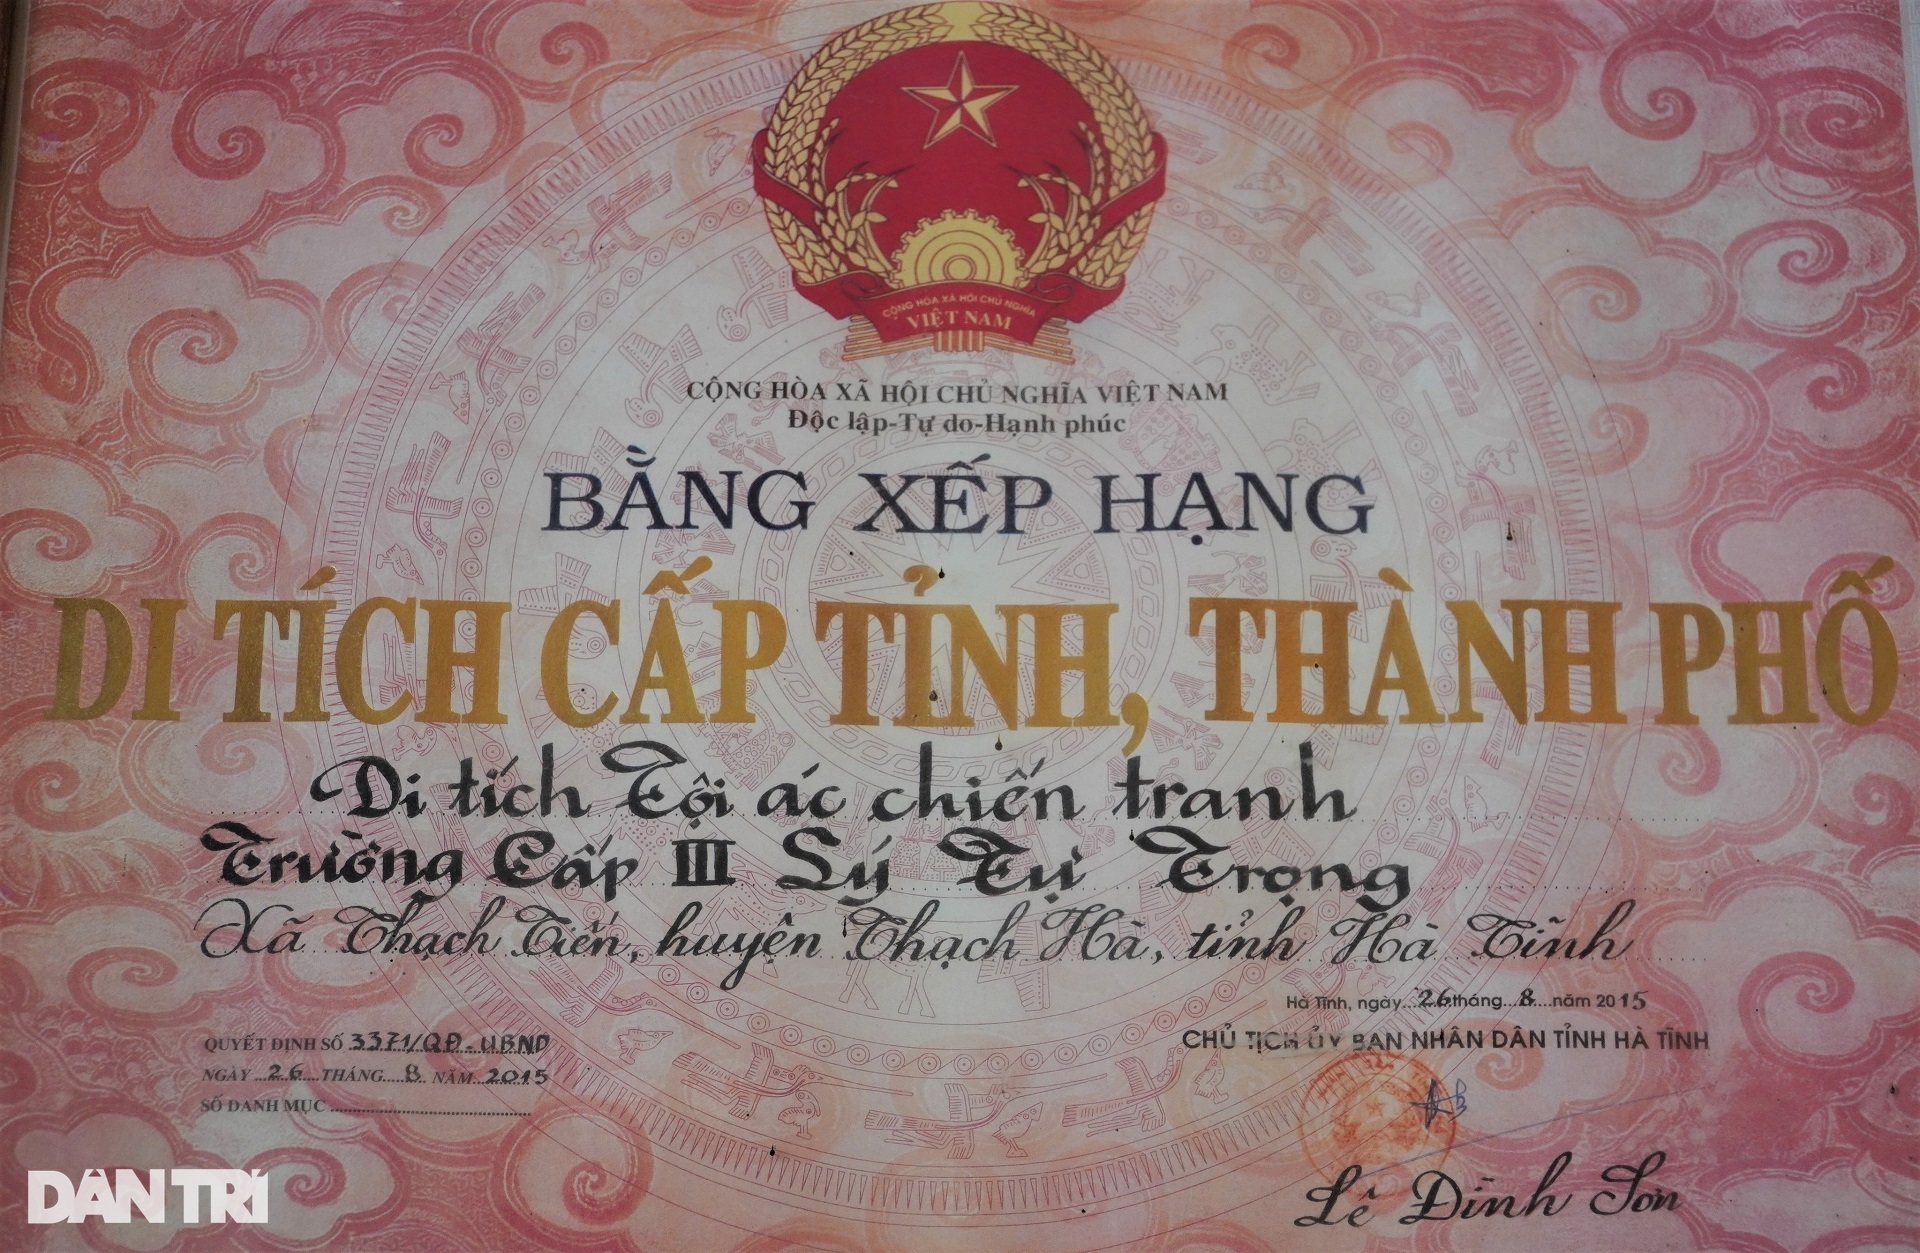 CỘNG HÒA XÃ HỘI CHỦ NGHĨA
VIỆT NAM
CỘNG HÒA XÃ HỘI CHỦ NGHĨA VIỆT NAM
Độc lập-Tự do-Hạnh phúc
BẰNG XẾP HẠNG
DI TÍCH CẤP TỈNH, THÀNH PHỐ
Di tích Tội ác chiến tranh
Trường Cấp III Lý Tự Trọng
Xã Thạch Tiến, huyện Thạch Hà, tỉnh Hà Tĩnh
Hà Tĩnh, ngày 26 tháng 8 năm 2015
CHỦ TỊCH ỦY BAN NHÂN DÂN TỈNH HÀ TĨNH
QUYẾT ĐỊNH SỐ 3371/QĐ-UBND
NGÀY 26 THÁNG 8 NĂM 2015
SỐ DANH MỤC
Lê Đình Sơn
DÂN TRÍ